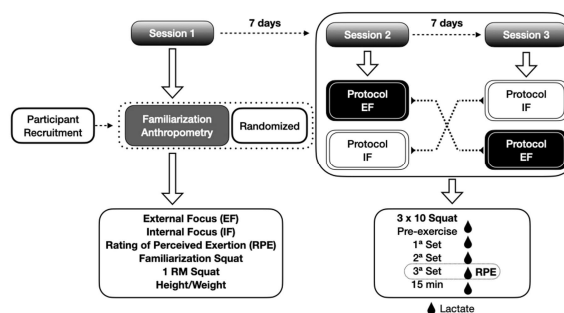 Session 1
7 days
Session 2
7 days
Session 3
Participant
Recruitment
Familiarization
Anthropometry
Randomized
Protocol
EF
Protocol
IF
Protocol
IF
Protocol
EF
External Focus (EF)
Internal Focus (IF)
Rating of Perceived Exertion (RPE)
Familiarization Squat
1 RM Squat
Height/Weight
3 x 10 Squat
Pre-exercise
1ª Set
2ª Set
3ª Set RPE
15 min
Lactate